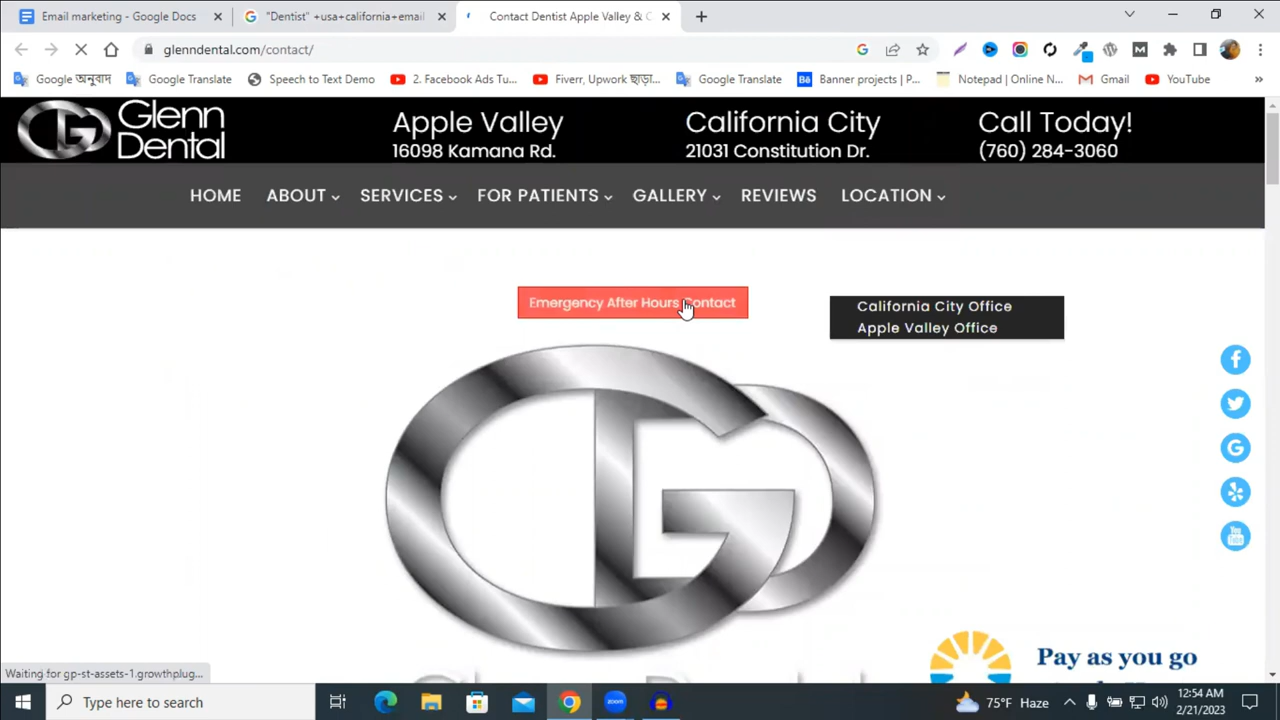 Email marketing - Google Docs
"Dentist" +usa+california+email
Contact Dentist Apple Valley & C
glenndental.com/contact/
Google অনুবাদ
Google Translate
Speech to Text Demo
2. Facebook Ads Tu...
Fiverr, Upwork ছাড়া...
Google Translate
Banner projects | P...
Notepad | Online N...
Gmail
YouTube
»
Glenn
Dental
Apple Valley
16098 Kamana Rd.
California City
21031 Constitution Dr.
Call Today!
(760) 284-3060
HOME
ABOUT
SERVICES
FOR PATIENTS
GALLERY
REVIEWS
LOCATION
Emergency After Hours Contact
California City Office
Apple Valley Office
Pay as you go
Waiting for gp-st-assets-1.growthplug...
Type here to search
zoom
75°F Haze
12:54 AM
2/21/2023